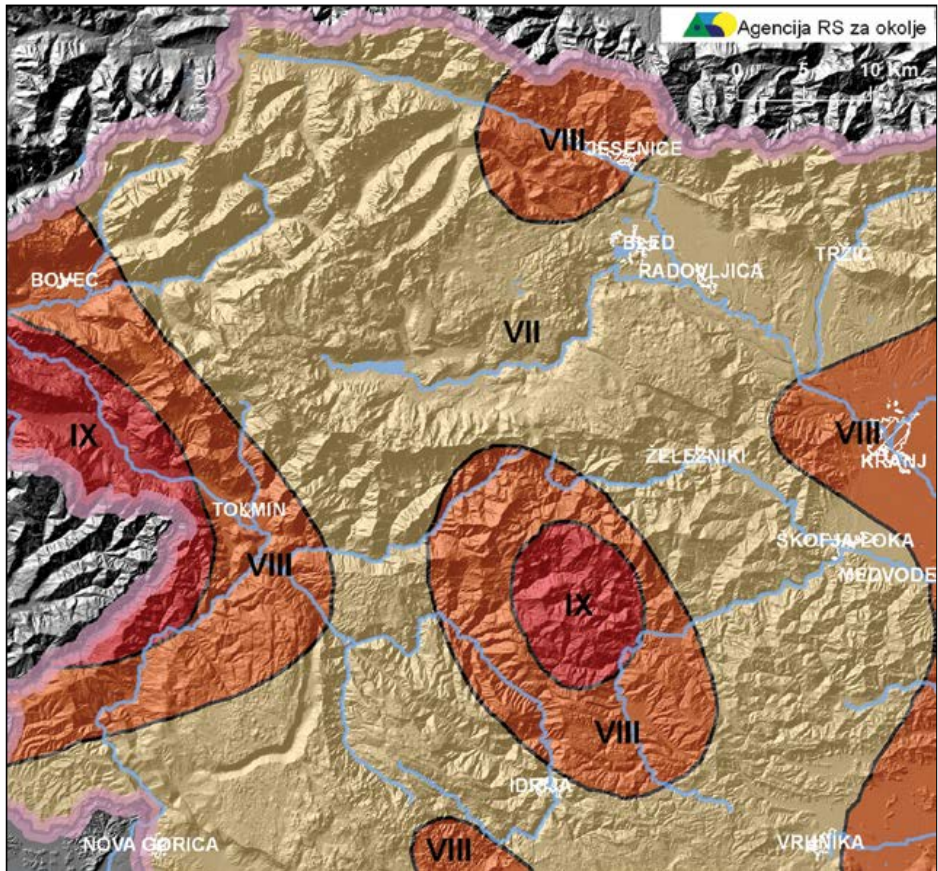 Agencija RS za okolje
0 5 10 Km
VIII
JESENICE
BLED
RADOVLJICA
TRŽIČ
BOVEC
VII
IX
VIII
KRANJ
ŽELEZNIKI
TOLMIN
ŠKOFJA LOKA
VIII
MEDVODE
IX
VIII
IDRIJA
NOVA GORICA
VIII
VRHNIKA